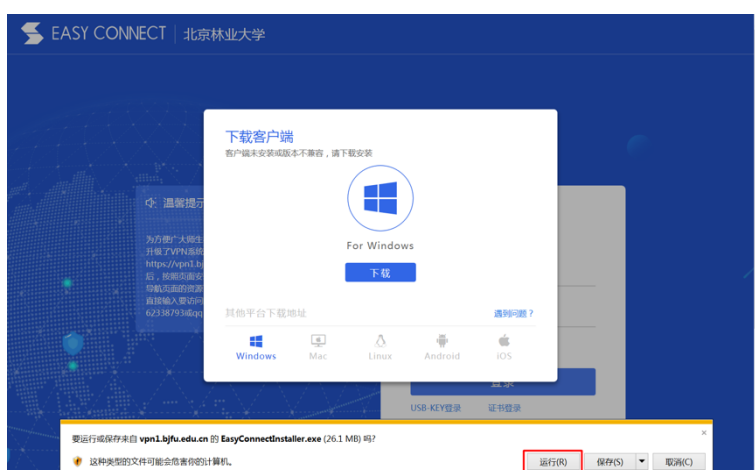 EASY CONNECT | 北京林业大学
下载客户端
客户端未安装或版本不兼容，请下载安装
For Windows
下载
其他平台下载地址
遇到问题？
Windows Mac Linux Android iOS
温馨提示
为方便广大师生
升级了VPN系统
https://vpn1.bj
后，按照页面安
导航页面的资源
直接输入要访问
62338793或qq
登录
USB-KEY登录 证书登录
要运行或保存来自 vpn1.bjfu.edu.cn 的 EasyConnectInstaller.exe (26.1 MB) 吗?
这种类型的文件可能会危害你的计算机。
运行(R) 保存(S) 取消(C)